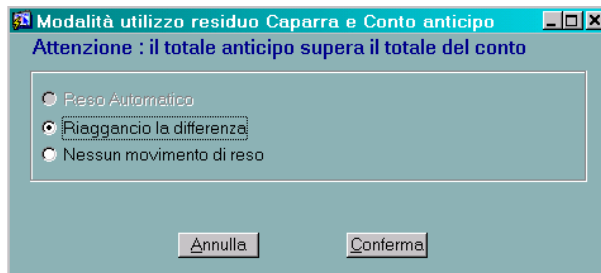 Modalità utilizzo residuo Caparra e Conto anticipo
Attenzione : il totale anticipo supera il totale del conto
Reso Automatico
Riaggancio la differenza
Nessun movimento di reso
Annulla
Conferma